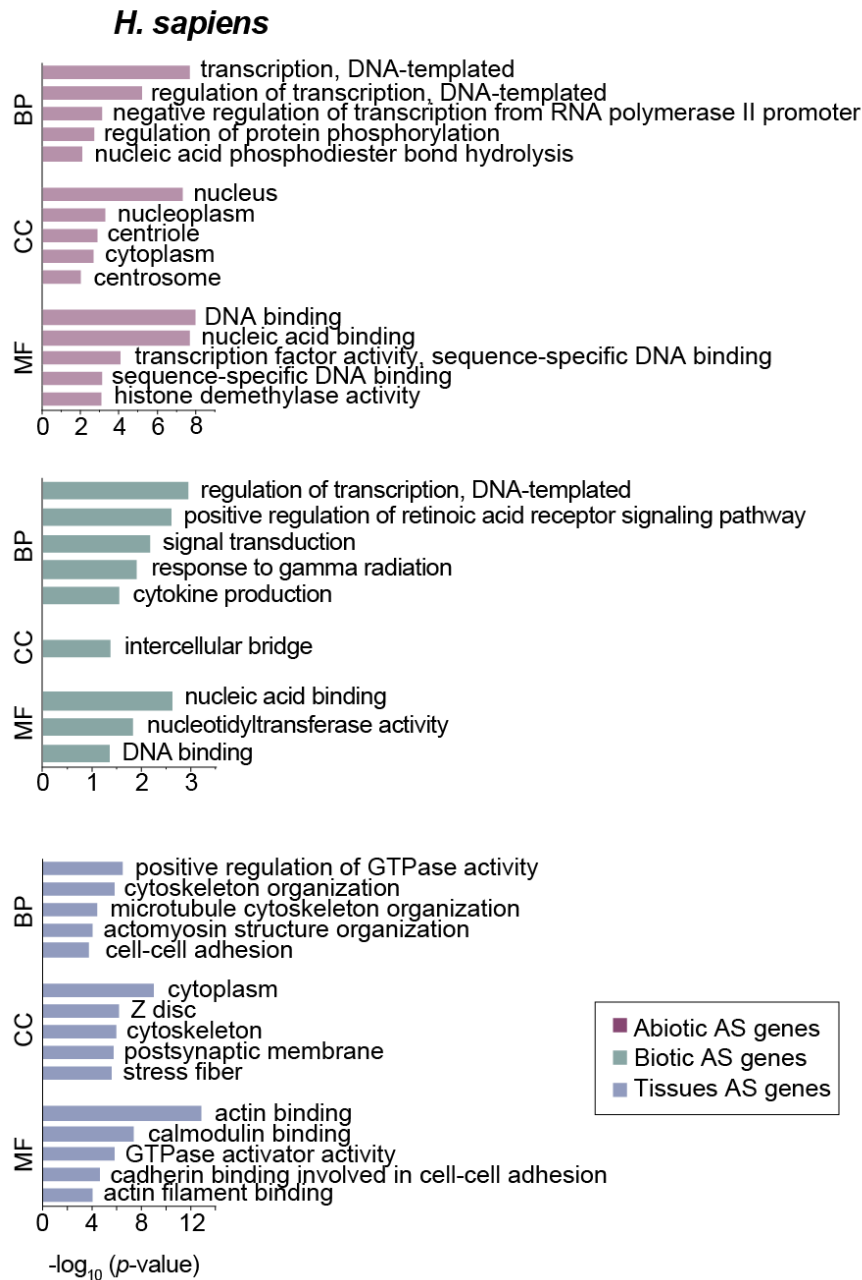 H. sapiens
BP
transcription, DNA-templated
regulation of transcription, DNA-templated
negative regulation of transcription from RNA polymerase II promoter
regulation of protein phosphorylation
nucleic acid phosphodiester bond hydrolysis
CC
nucleus
nucleoplasm
centriole
cytoplasm
centrosome
MF
DNA binding
nucleic acid binding
transcription factor activity, sequence-specific DNA binding
sequence-specific DNA binding
histone demethylase activity
0 2 4 6 8
BP
regulation of transcription, DNA-templated
positive regulation of retinoic acid receptor signaling pathway
signal transduction
response to gamma radiation
cytokine production
CC
intercellular bridge
MF
nucleic acid binding
nucleotidyltransferase activity
DNA binding
0 1 2 3
BP
positive regulation of GTPase activity
cytoskeleton organization
microtubule cytoskeleton organization
actomyosin structure organization
cell-cell adhesion
CC
cytoplasm
Z disc
cytoskeleton
postsynaptic membrane
stress fiber
MF
actin binding
calmodulin binding
GTPase activator activity
cadherin binding involved in cell-cell adhesion
actin filament binding
0 4 8 12
-log10 (p-value)
Abiotic AS genes
Biotic AS genes
Tissues AS genes